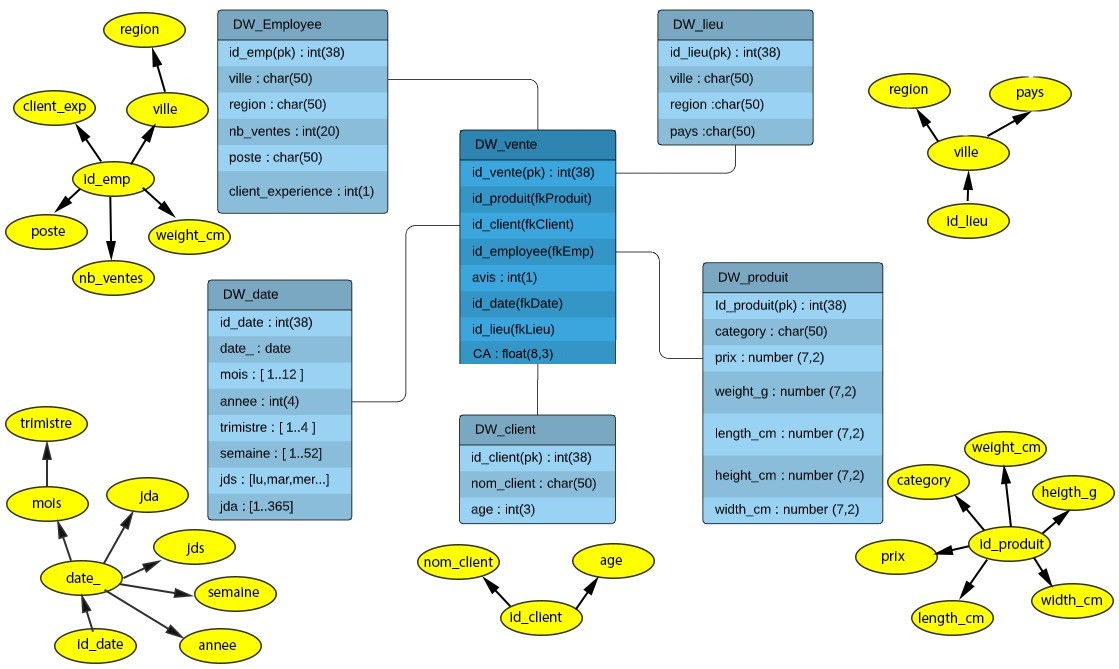 region
client_exp
ville
id_emp
poste
weight_cm
nb_ventes
DW_Employee
id_emp(pk) : int(38)
ville : char(50)
region : char(50)
nb_ventes : int(20)
poste : char(50)
client_experience : int(1)
DW_vente
id_vente(pk) : int(38)
id_produit(fkProduit)
id_client(fkClient)
id_employee(fkEmp)
avis : int(1)
id_date(fkDate)
id_lieu(fkLieu)
CA : float(8,3)
DW_lieu
id_lieu(pk) : int(38)
ville : char(50)
region :char(50)
pays :char(50)
region
pays
ville
id_lieu
DW_date
id_date : int(38)
date_ : date
mois : [ 1..12 ]
annee : int(4)
trimistre : [ 1..4 ]
semaine : [ 1..52]
jds : [lu,mar,mer...]
jda : [1..365]
DW_produit
Id_produit(pk) : int(38)
category : char(50)
prix : number (7,2)
weight_g : number (7,2)
length_cm : number (7,2)
height_cm : number (7,2)
width_cm : number (7,2)
DW_client
id_client(pk) : int(38)
nom_client : char(50)
age : int(3)
trimistre
mois
jda
jds
date_
semaine
id_date
annee
nom_client
age
id_client
weight_cm
category
heigth_g
prix
id_produit
length_cm
width_cm